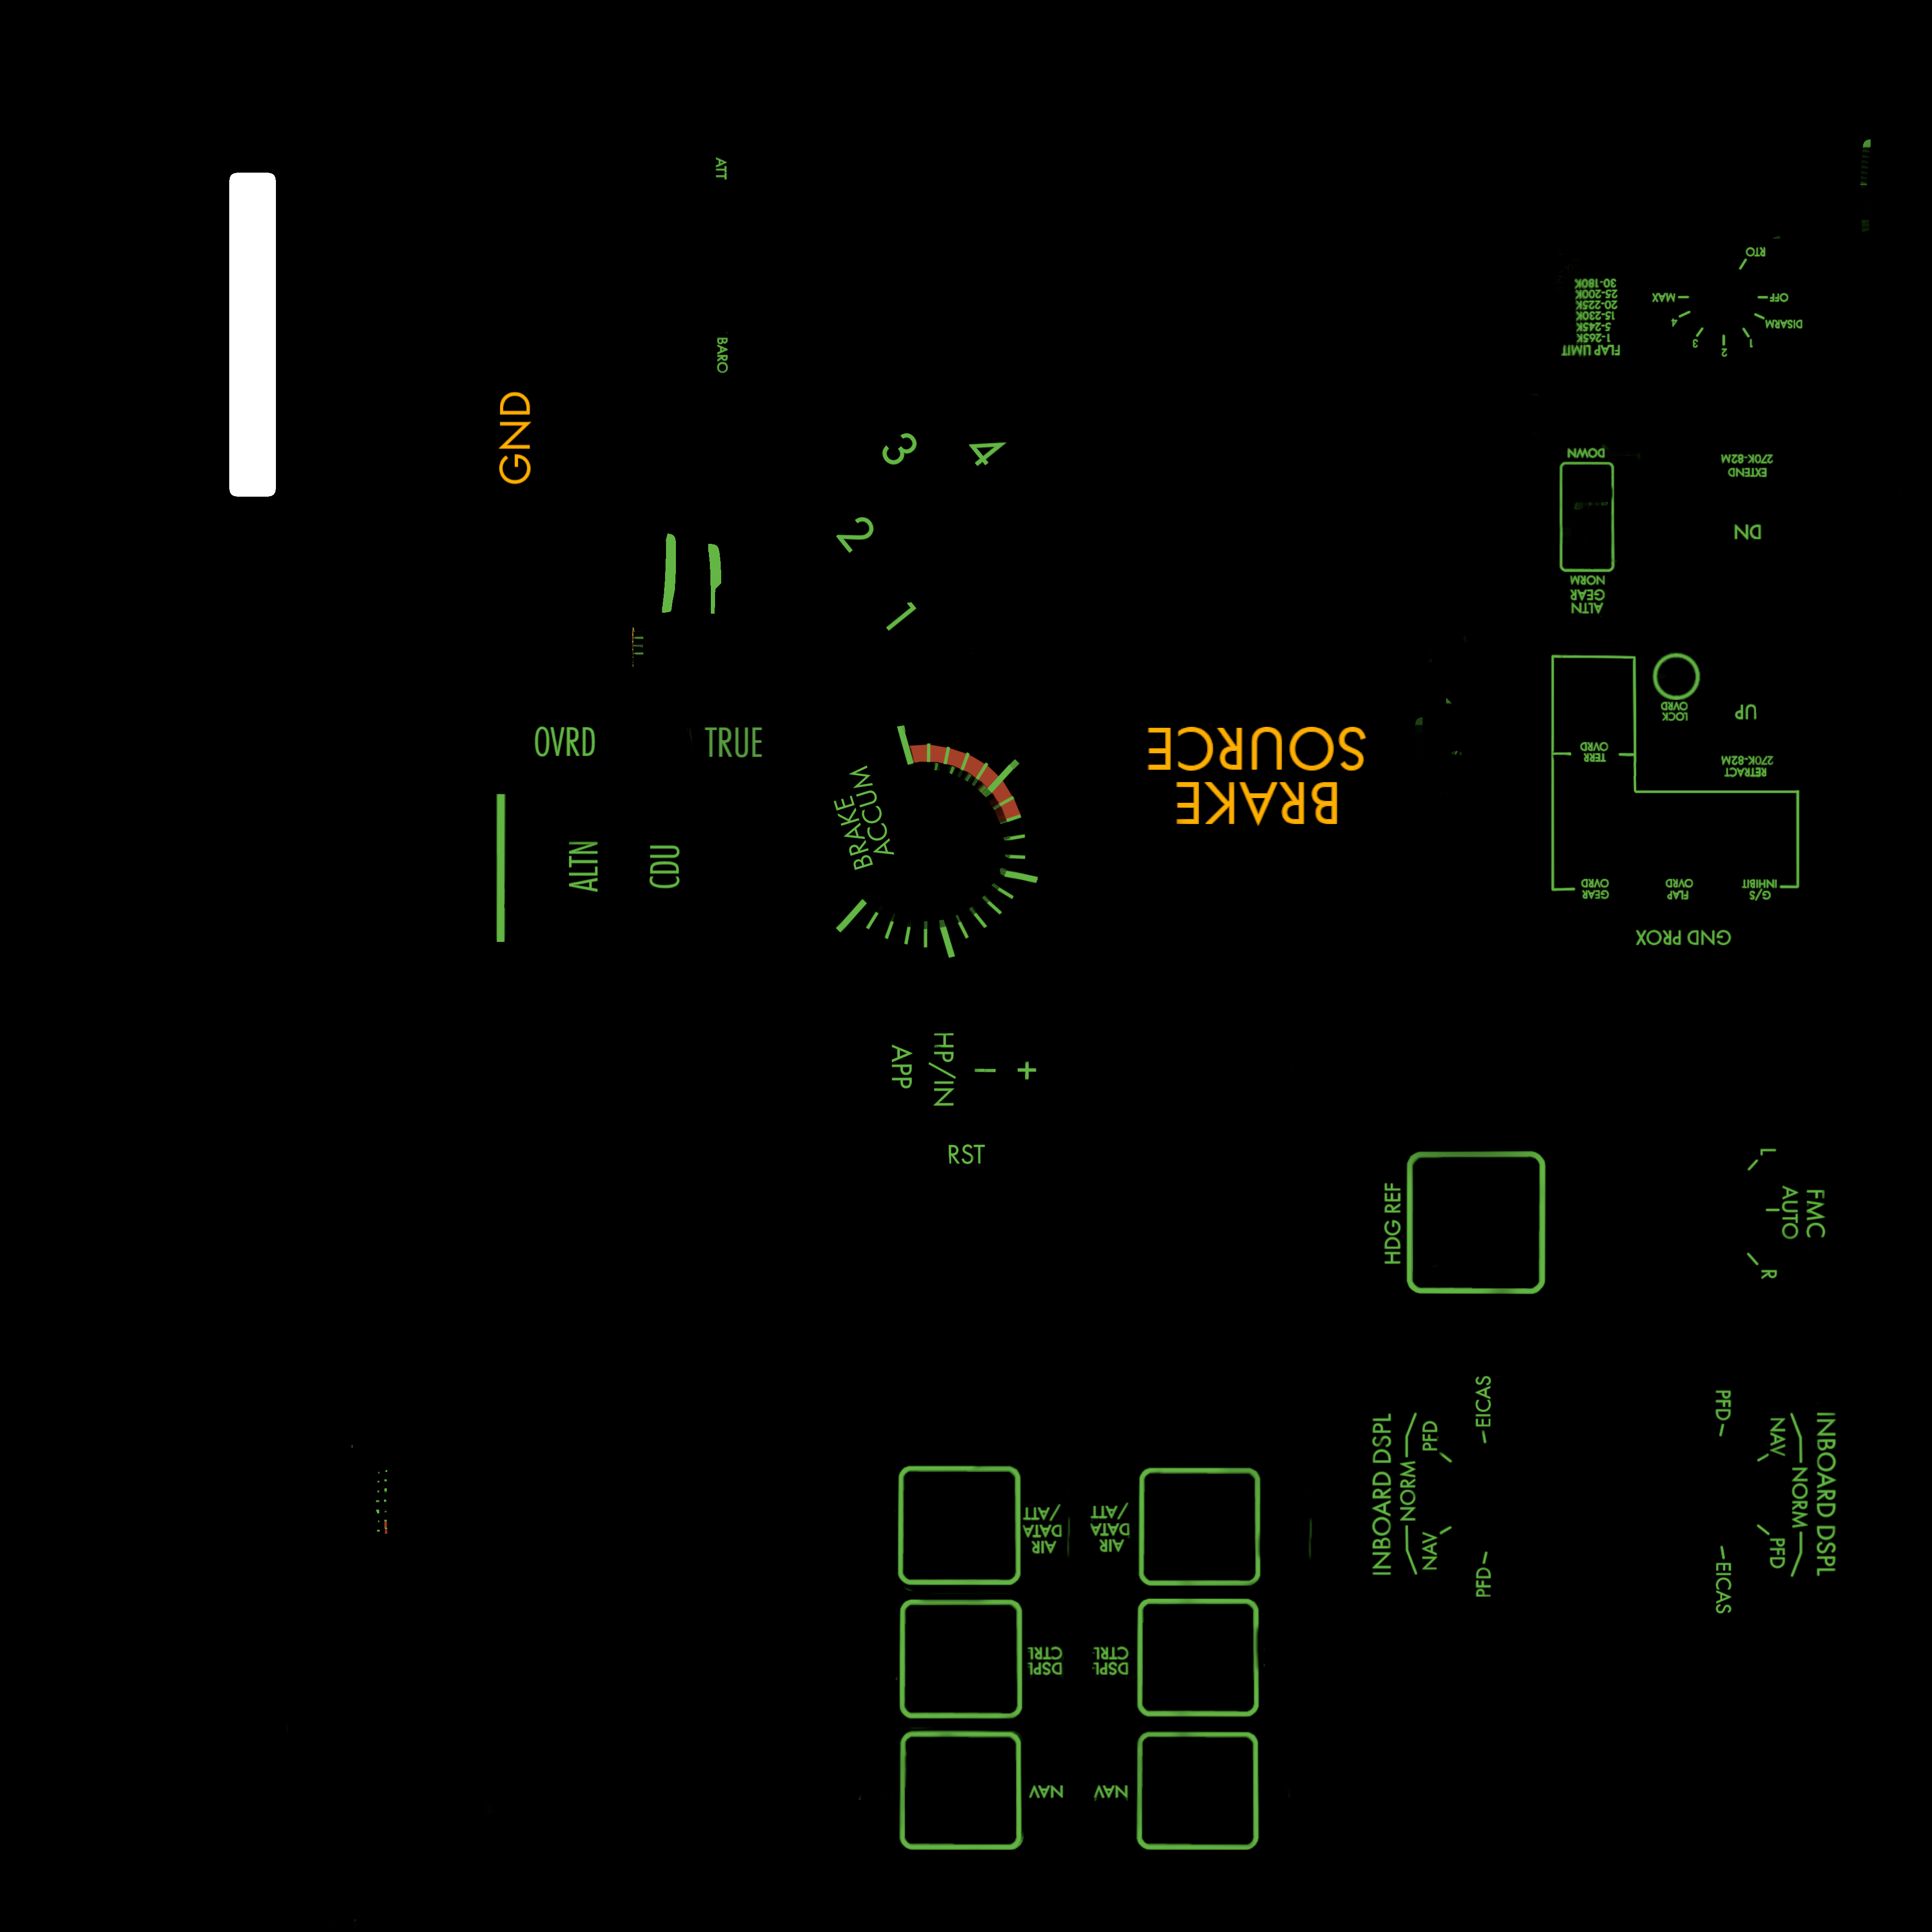 ATT
BARO
GND
3
4
2
1
RTO
OFF
DISARM
1
2
3
4
MAX
FLAP LIMIT
1-265K
5-245K
15-230K
20-225K
25-200K
30-180K
DOWN
NORM
ALTN
GEAR
EXTEND
270K-82M
DN
UP
RETRACT
270K-82M
LOCK
OVRD
TERR
OVRD
GEAR
OVRD
FLAP
OVRD
G/S
INHIBIT
GND PROX
OVRD
TRUE
ALTN
CDU
BRAKE
ACCUM
BRAKE
SOURCE
APP
HP/IN
−
+
RST
HDG REF
L
FMC
AUTO
R
INBOARD DSPL
NAV
NORM
PFD
EICAS
PFD
INBOARD DSPL
PFD
NAV
NORM
PFD
EICAS
AIR
DATA
/ATT
AIR
DATA
/ATT
DSPL
CTRL
DSPL
CTRL
NAV
NAV